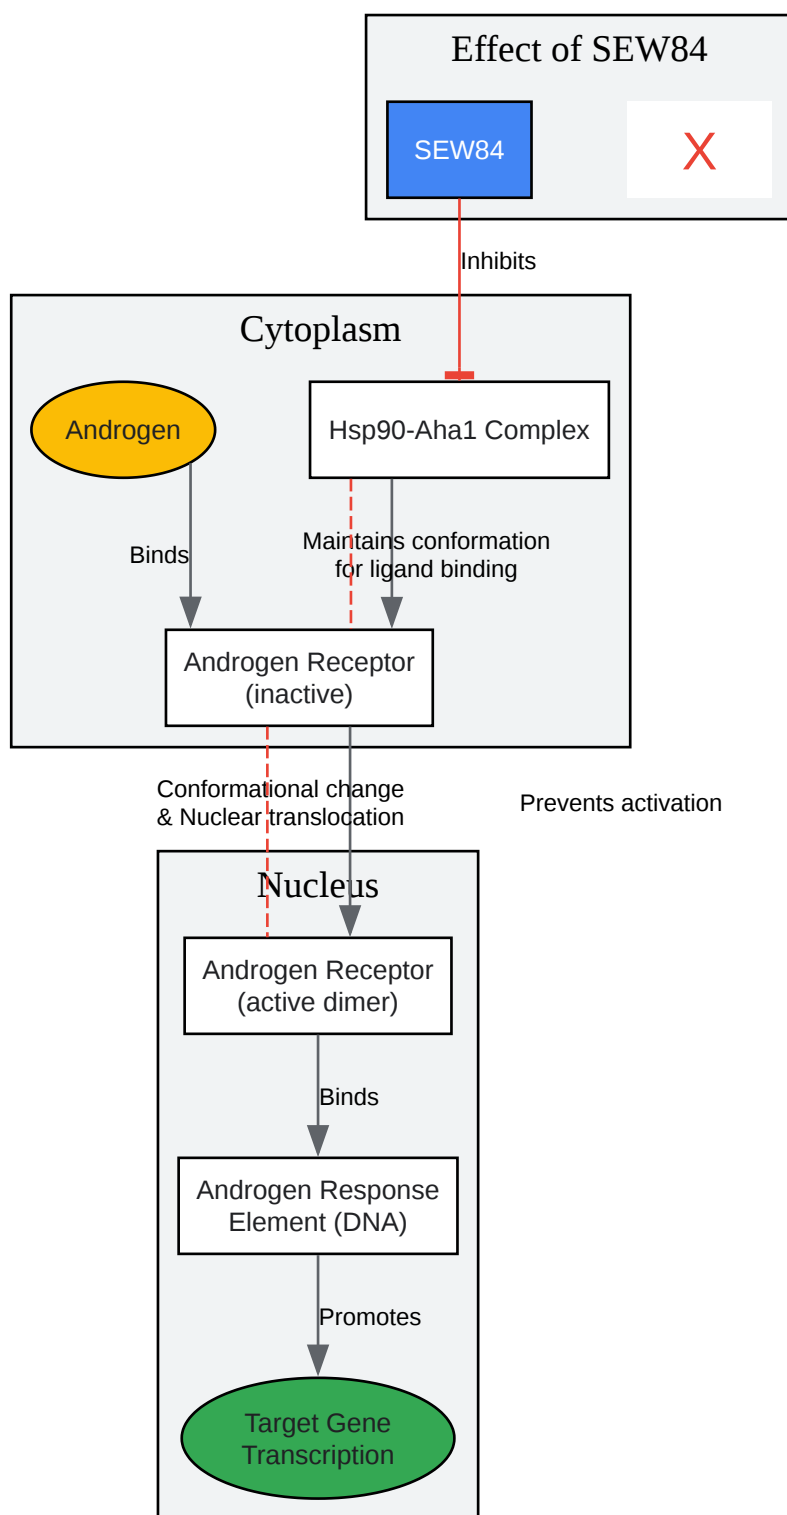 Effect of SEW84
SEW84
X
Inhibits
Cytoplasm
Androgen
Hsp90-Aha1 Complex
Binds
Maintains conformation
for ligand binding
Androgen Receptor
(inactive)
Conformational change
& Nuclear translocation
Prevents activation
Nucleus
Androgen Receptor
(active dimer)
Binds
Androgen Response
Element (DNA)
Promotes
Target Gene
Transcription